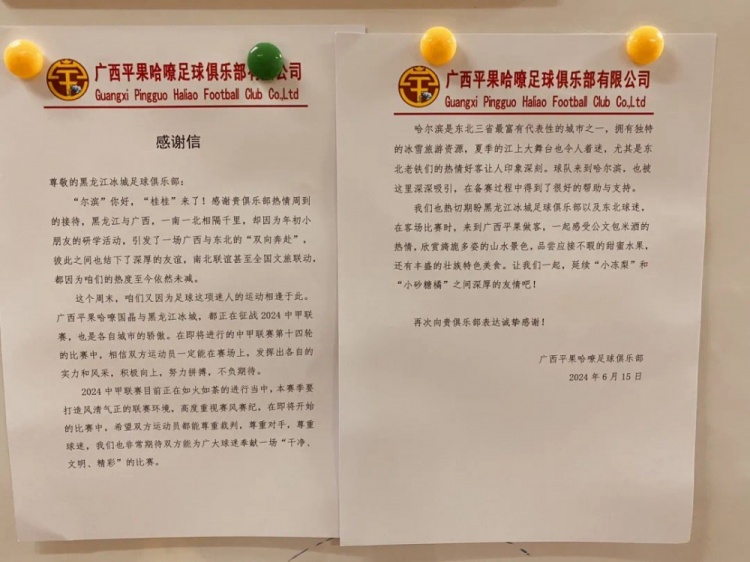 广西平果哈嘹足球俱乐部有限公司
Guangxi Pingguo Haliao Football Club Co.,Ltd
感谢信
尊敬的黑龙江冰城足球俱乐部:
“尔滨”你好,“桂桂”来了!感谢贵俱乐部热情周到
的接待,黑龙江与广西,一南一北相隔千里,却因为年初小
朋友的研学活动,引发了一场广西与东北的“双向奔赴”,
彼此之间也结下了深厚的友谊,南北联谊甚至全国文旅联动,
都因为咱们的热度至今依然未减。
这个周末,咱们又因为足球这项迷人的运动相逢于此。
广西平果哈嘹国晶与黑龙江冰城,都正在征战 2024 中甲联
赛,也是各自城市的骄傲。在即将进行的中甲联赛第十四轮
的比赛中,相信双方运动员一定能在赛场上,发挥出各自的
实力和风采,积极向上,努力拼搏,不负期待。
2024 中甲联赛目前正在如火如荼的进行当中,本赛季要
打造风清气正的联赛环境,高度重视赛风赛纪,在即将开始
的比赛中,希望双方运动员都能尊重裁判,尊重对手,尊重
球迷,我们也非常期待双方能为广大球迷奉献一场“干净、
文明、精彩”的比赛。
广西平果哈嘹足球俱乐部有限公司
Guangxi Pingguo Haliao Football Club Co.,Ltd
哈尔滨是东北三省最富有代表性的城市之一,拥有独特
的冰雪旅游资源,夏季的江上大舞台也令人着迷,尤其是东
北老铁们的热情好客让人印象深刻。球队来到哈尔滨,也被
这里深深吸引,在备赛过程中得到了很好的帮助与支持。
我们也热切期盼黑龙江冰城足球俱乐部以及东北球迷,
在客场比赛时,来到广西平果做客,一起感受公文包米酒的
热情,欣赏旖旎多姿的山水景色,品尝应接不暇的甜蜜水果,
还有丰盛的壮族特色美食。让我们一起,延续“小冻梨”和
“小砂糖橘”之间深厚的友情吧!
再次向贵俱乐部表达诚挚感谢!
广西平果哈嘹足球俱乐部
2024 年 6 月 15 日